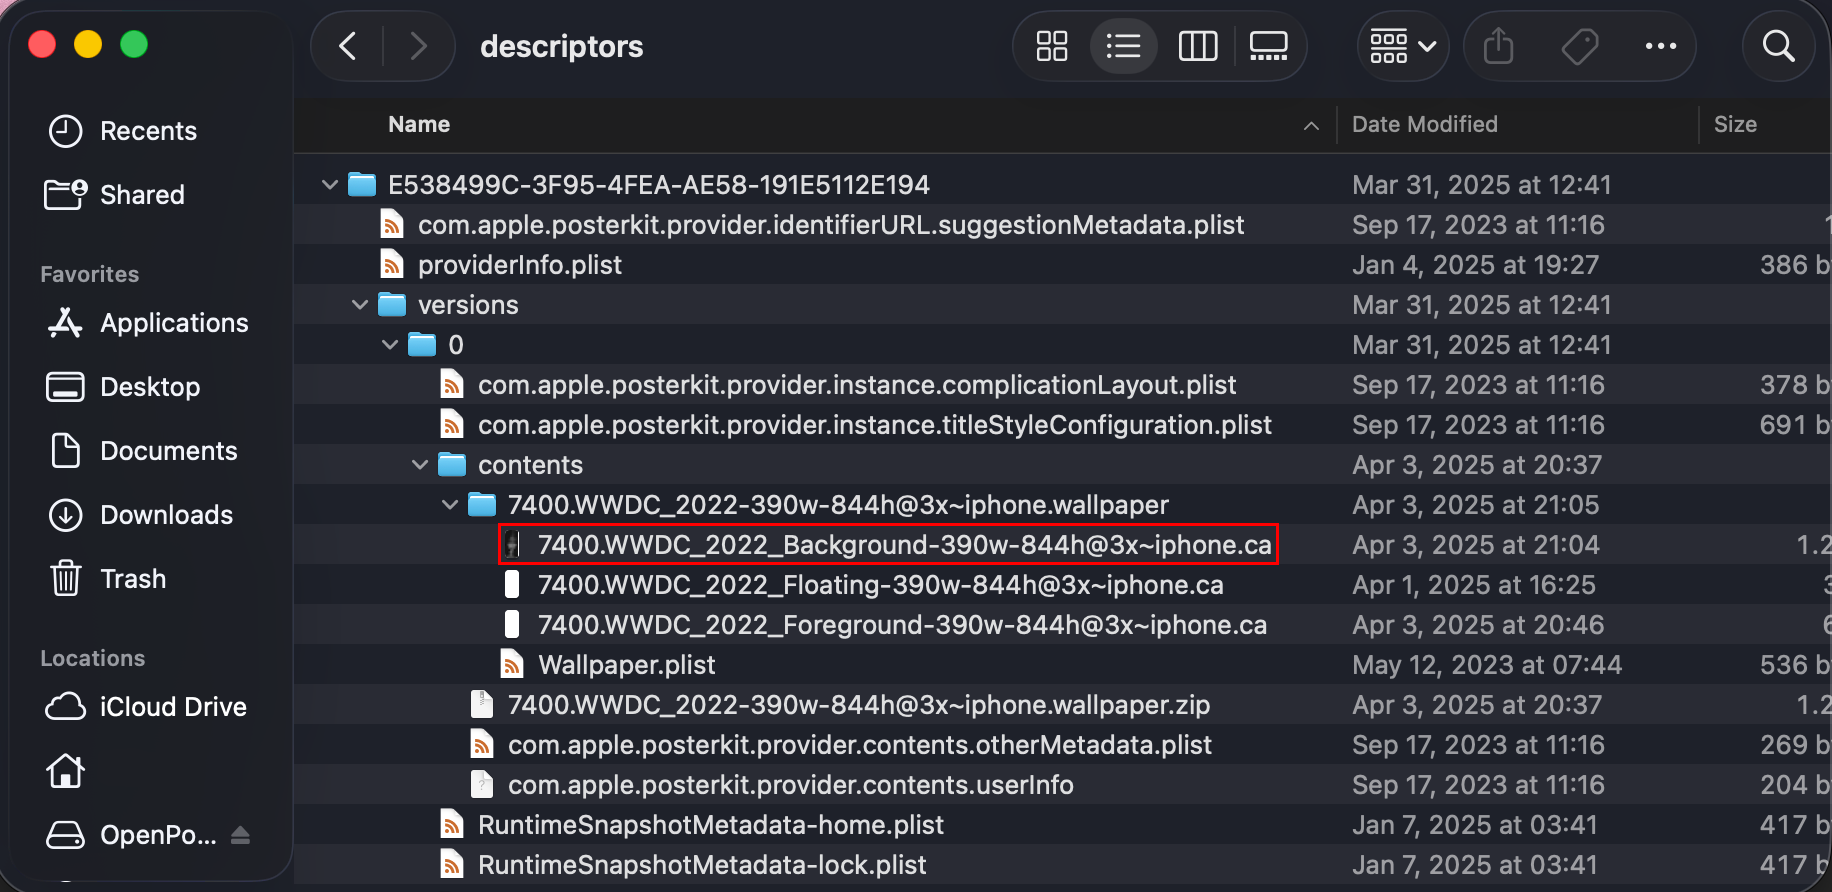 descriptors
Recents
Shared
Favorites
Applications
Desktop
Documents
Downloads
Trash
Locations
iCloud Drive
OpenPo...
Name Date Modified Size
E538499C-3F95-4FEA-AE58-191E5112E194 Mar 31, 2025 at 12:41
com.apple.posterkit.provider.identifierURL.suggestionMetadata.plist Sep 17, 2023 at 11:16
providerInfo.plist Jan 4, 2025 at 19:27 386 b
versions Mar 31, 2025 at 12:41
0 Mar 31, 2025 at 12:41
com.apple.posterkit.provider.instance.complicationLayout.plist Sep 17, 2023 at 11:16 378 b
com.apple.posterkit.provider.instance.titleStyleConfiguration.plist Sep 17, 2023 at 11:16 691 b
contents Apr 3, 2025 at 20:37
7400.WWDC_2022-390w-844h@3x~iphone.wallpaper Apr 3, 2025 at 21:05
7400.WWDC_2022_Background-390w-844h@3x~iphone.ca Apr 3, 2025 at 21:04 1.2
7400.WWDC_2022_Floating-390w-844h@3x~iphone.ca Apr 1, 2025 at 16:25
7400.WWDC_2022_Foreground-390w-844h@3x~iphone.ca Apr 3, 2025 at 20:46
Wallpaper.plist May 12, 2023 at 07:44 536 b
7400.WWDC_2022-390w-844h@3x~iphone.wallpaper.zip Apr 3, 2025 at 20:37 1.2
com.apple.posterkit.provider.contents.otherMetadata.plist Sep 17, 2023 at 11:16 269 b
com.apple.posterkit.provider.contents.userInfo Sep 17, 2023 at 11:16 204 b
RuntimeSnapshotMetadata-home.plist Jan 7, 2025 at 03:41 417 b
RuntimeSnapshotMetadata-lock.plist Jan 7, 2025 at 03:41 417 b